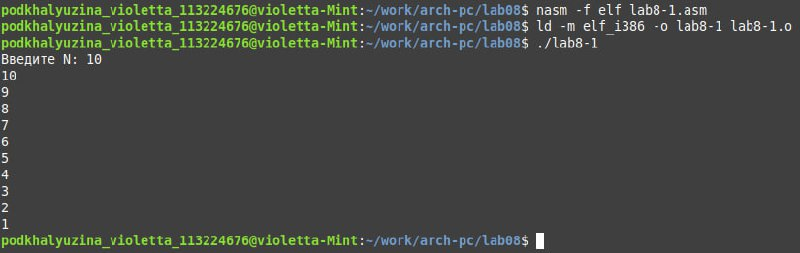 podkhalyuzina_violetta_113224676@violetta-Mint:~/work/arch-pc/lab08$ nasm -f elf lab8-1.asm
podkhalyuzina_violetta_113224676@violetta-Mint:~/work/arch-pc/lab08$ ld -m elf_i386 -o lab8-1 lab8-1.o
podkhalyuzina_violetta_113224676@violetta-Mint:~/work/arch-pc/lab08$ ./lab8-1
Введите N: 10
10
9
8
7
6
5
4
3
2
1
podkhalyuzina_violetta_113224676@violetta-Mint:~/work/arch-pc/lab08$